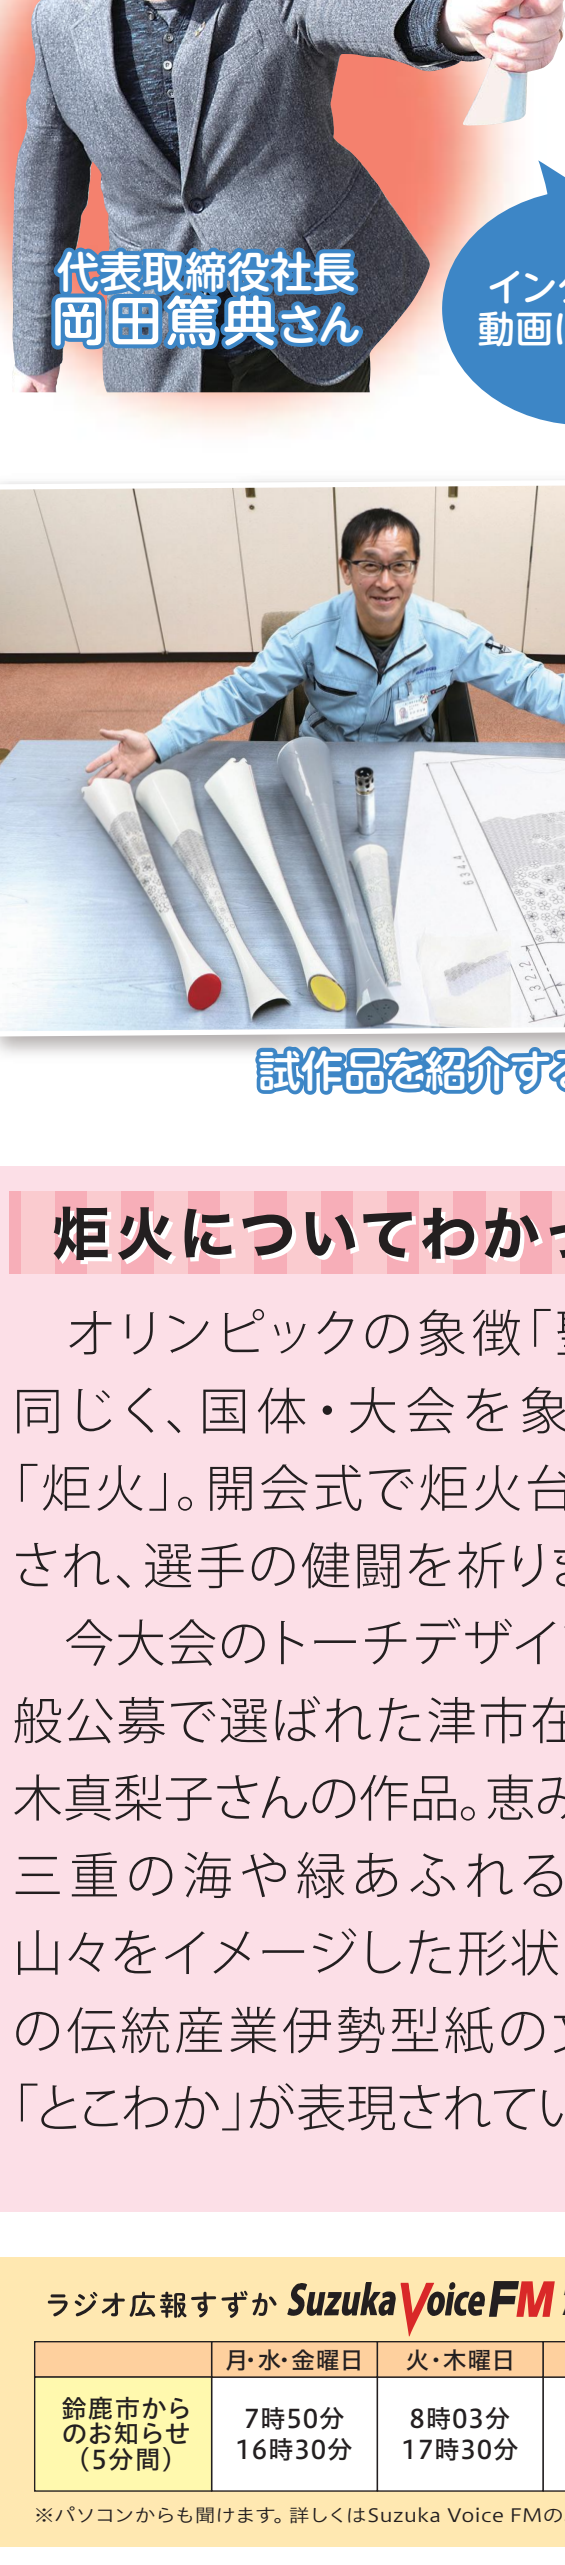 代表取締役社長
岡田篤典さん
イン
動画
6344
132.2
試作品を紹介する
炬火についてわかっ
オリンピックの象徴「聖
同じく、国体・大会を象
「炬火」。開会式で炬火台
され、選手の健闘を祈りま
今大会のトーチデザイ
般公募で選ばれた津市在
木真梨子さんの作品。恵み
三重の海や緑あふれる
山々をイメージした形状
の伝統産業伊勢型紙の文
「とこわか」が表現されてい
ラジオ広報すずか Suzuka Voice FM
月・水・金曜日 火・木曜日
鈴鹿市から
のお知らせ
(5分間)
7時50分 8時03分
16時30分 17時30分
※パソコンからも聞けます。詳しくはSuzuka Voice FMの